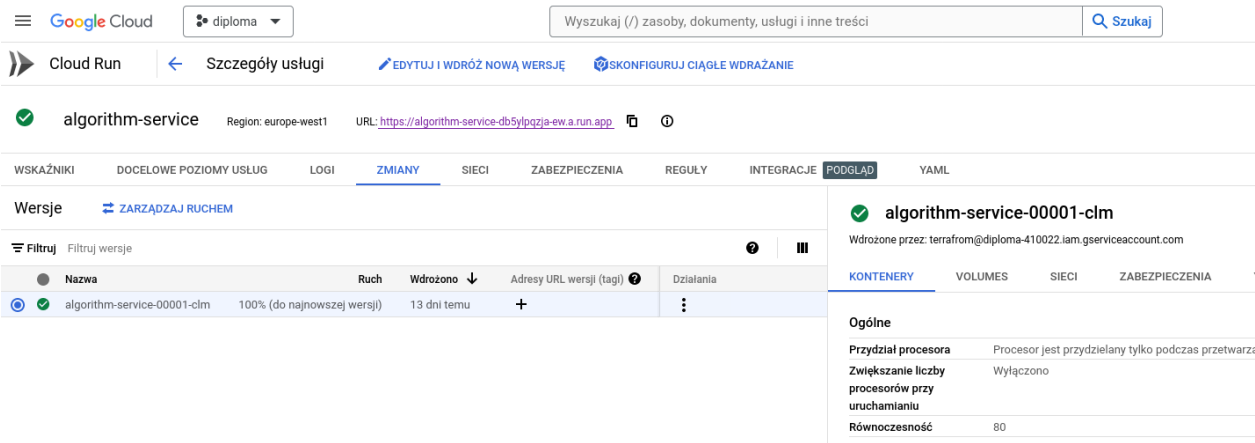 Google Cloud diploma Wyszukaj (/) zasoby, dokumenty, usługi i inne treści Szukaj
Cloud Run Szczegóły usługi EDYTUJ I WDRÓŻ NOWĄ WERSJĘ SKONFIGURUJ CIĄGŁE WDRAŻANIE
algorithm-service Region: europe-west1 URL: https://algorithm-service-db5ylpqzja-ew.a.run.app
WSKAŹNIKI DOCELOWE POZIOMY USŁUG LOGI ZMIANY SIECI ZABEZPIECZENIA REGUŁY INTEGRACJE PODGLĄD YAML
Wersje ZARZĄDZAJ RUCHEM
Filtruj Filtruj wersje
Nazwa Ruch Wdrożono Adresy URL wersji (tagi) Działania
algorithm-service-00001-clm 100% (do najnowszej wersji) 13 dni temu
algorithm-service-00001-clm
Wdrożone przez: terrafrom@diploma-410022.iam.gserviceaccount.com
KONTENERY VOLUMES SIECI ZABEZPIECZENIA
Ogólne
Przydział procesora Procesor jest przydzielany tylko podczas
Zwiększanie liczby Wyłączono
procesorów przy
uruchamianiu
Równoczesność 80